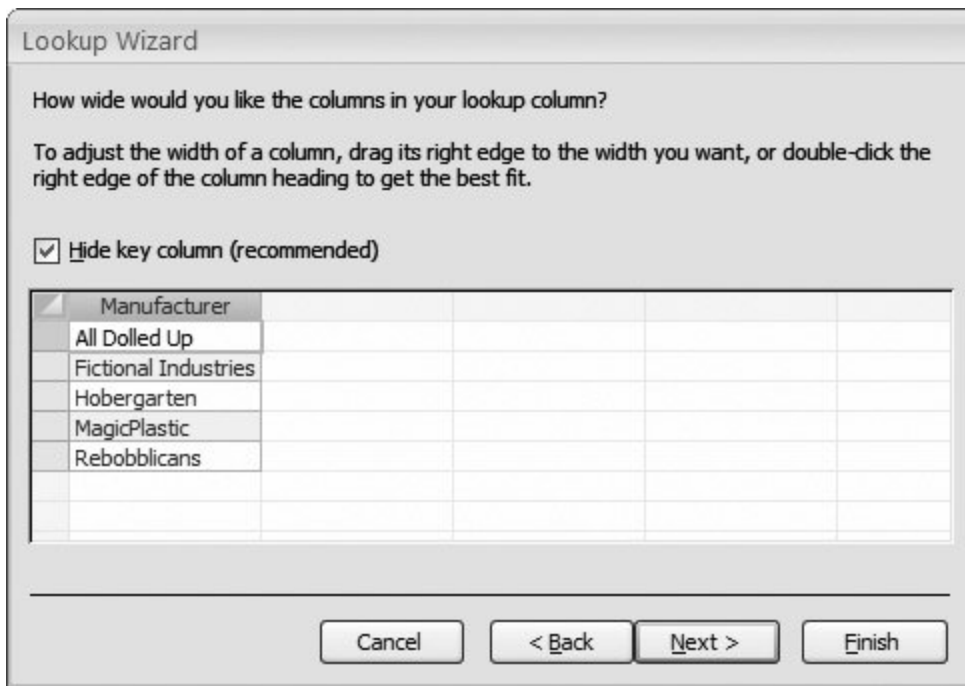 Lookup Wizard
How wide would you like the columns in your lookup column?
To adjust the width of a column, drag its right edge to the width you want, or double-click the
right edge of the column heading to get the best fit.
Hide key column (recommended)
Manufacturer
All Dolled Up
Fictional Industries
Hobergarten
MagicPlastic
Rebobblicans
Cancel < Back Next > Finish